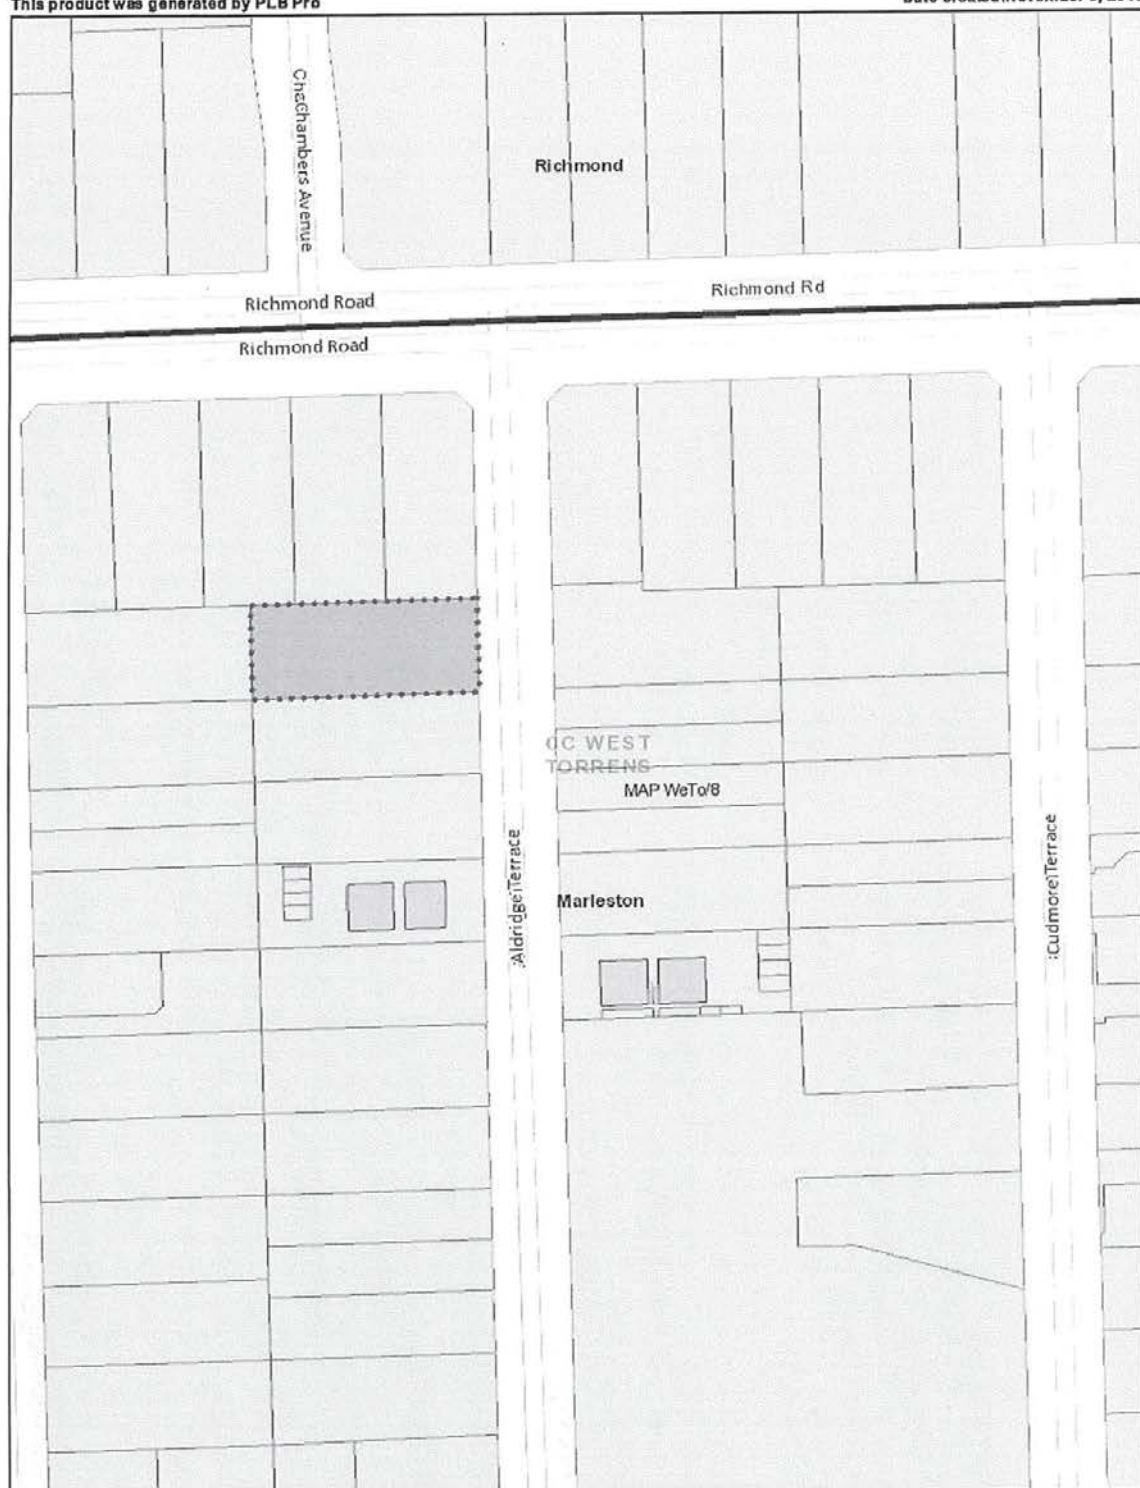 This product was generated by PLB Pro
ChaChambers Avenue
Richmond
Richmond Road
Richmond Rd
Richmond Road
CC WEST
TORRENS
MAP WeTo/8
Aldridge Terrace
Marleston
Cudmore Terrace